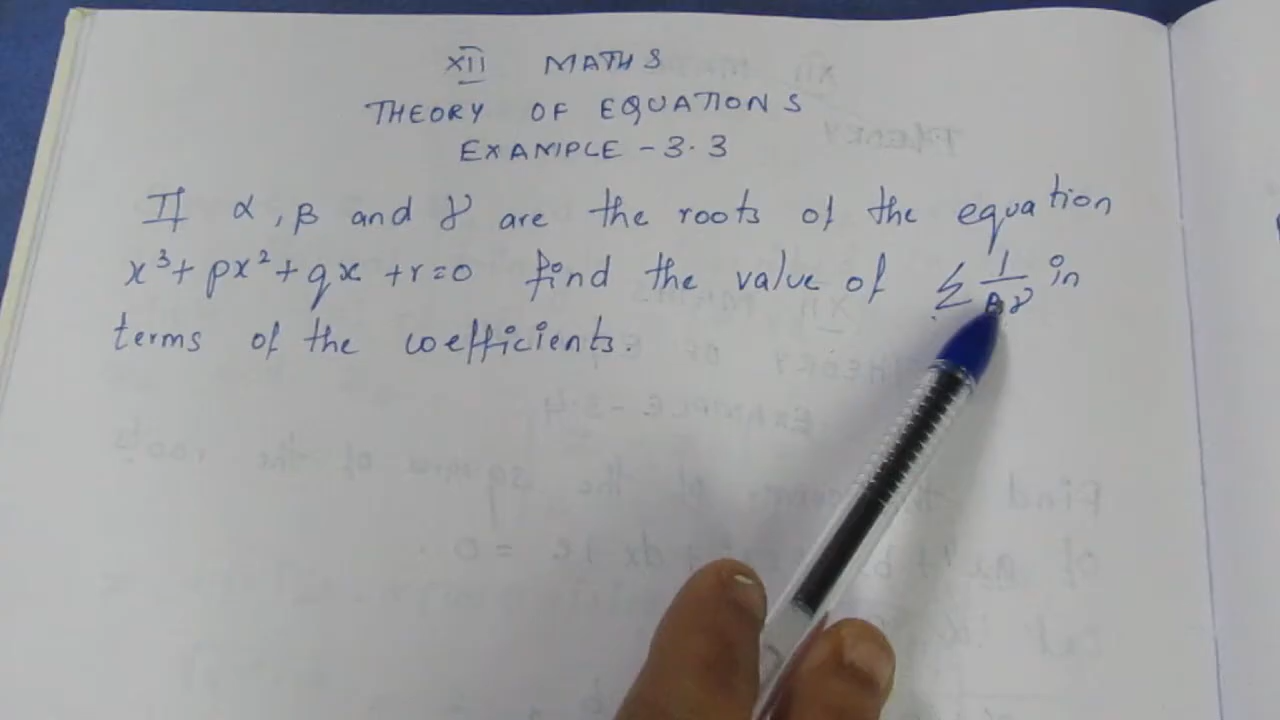 XII MATHS
THEORY OF EQUATIONS
EXAMPLE - 3.3
If α, β and γ are the roots of the equation
x³ + px² + qx + r = 0 find the value of Σ 1/βγ in
terms of the coefficients.